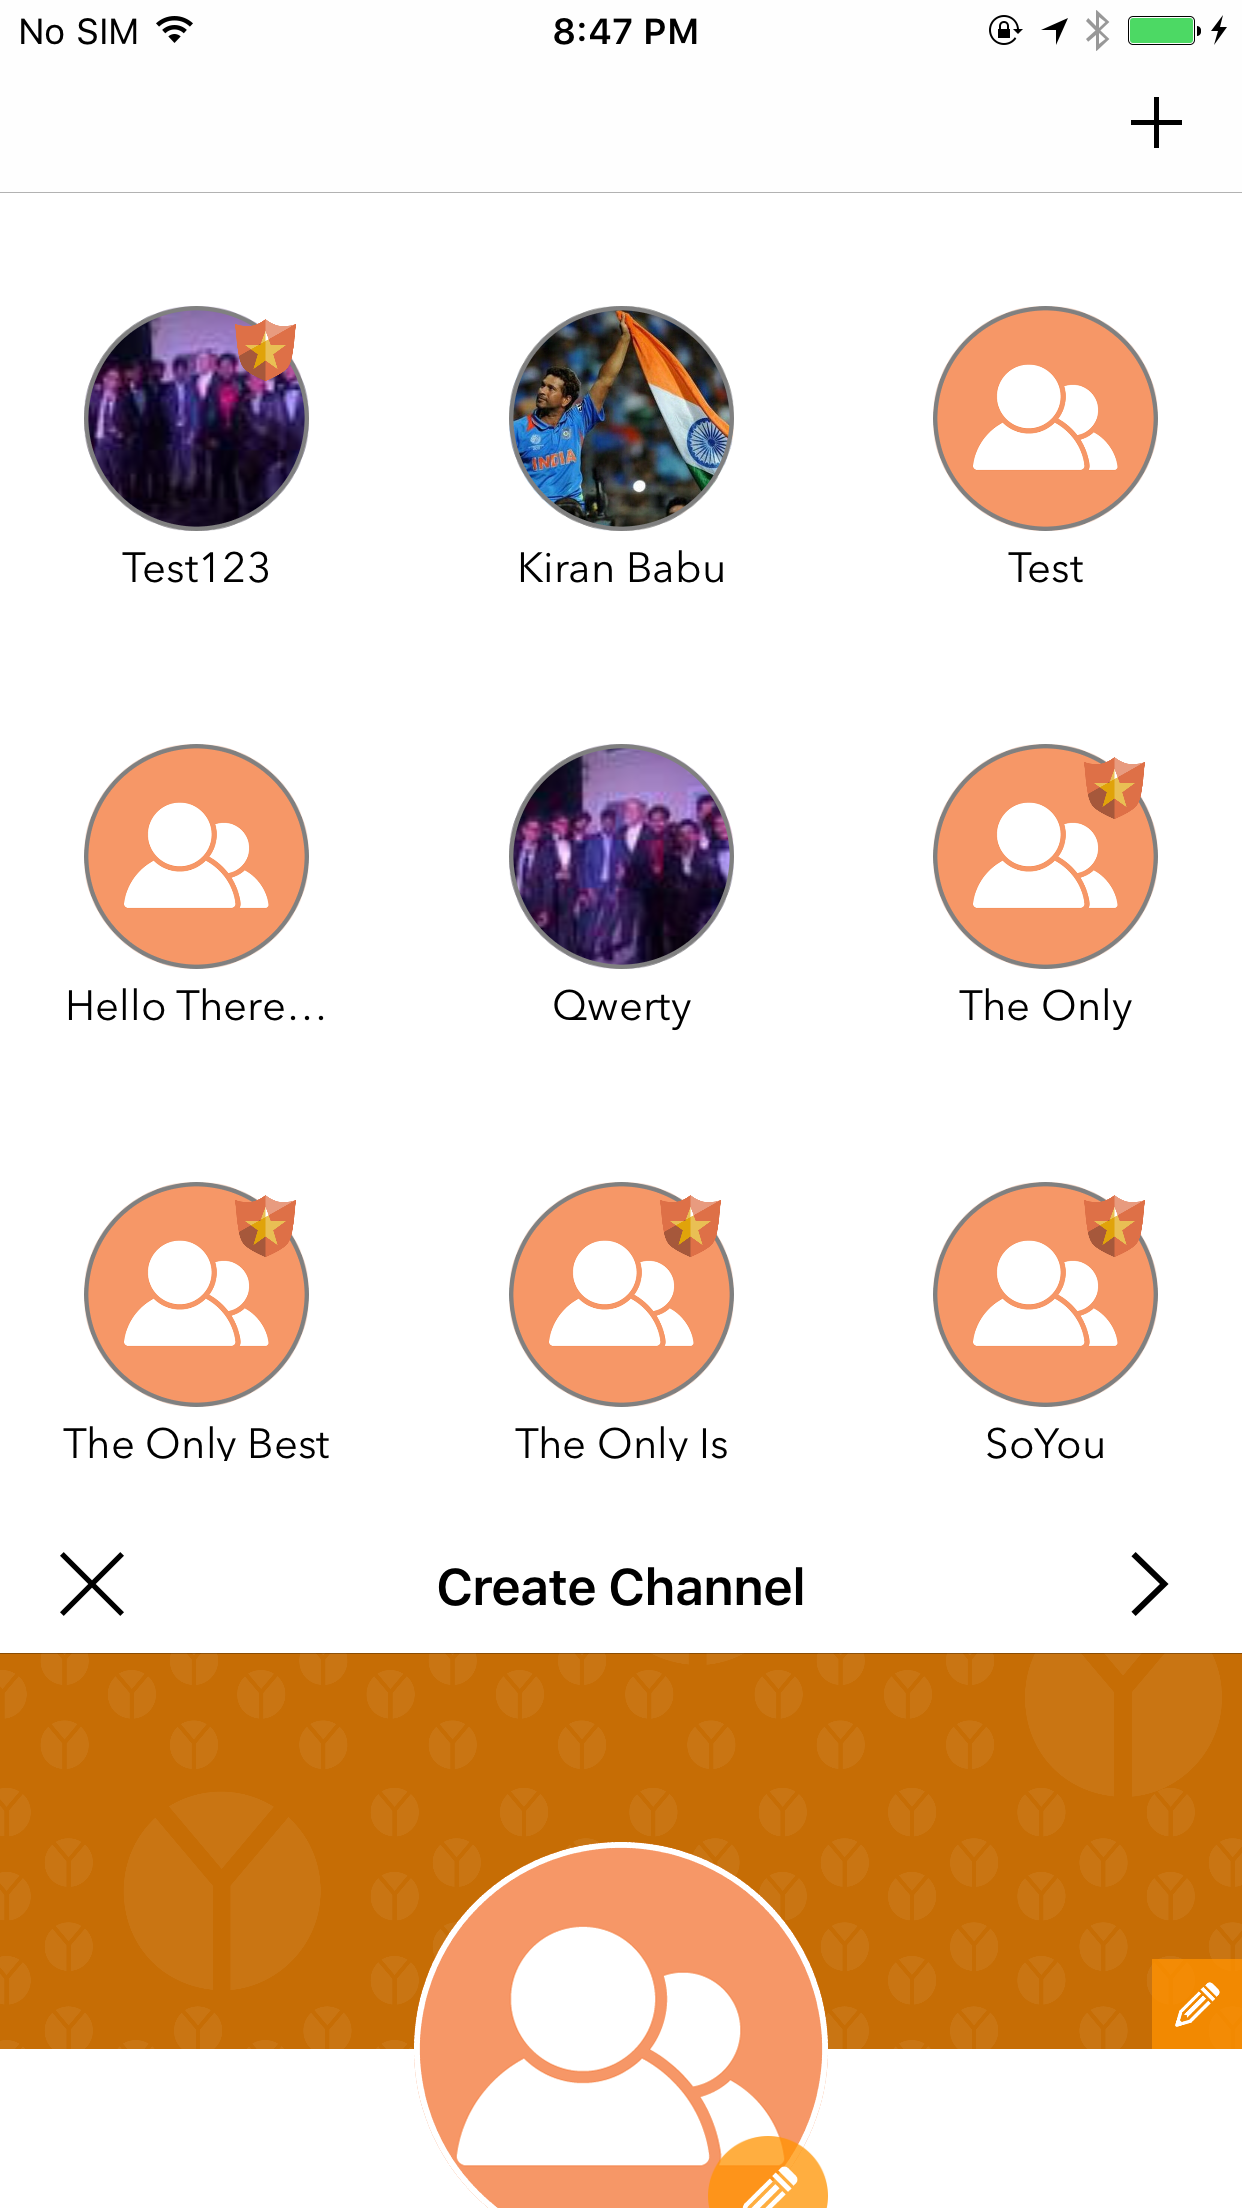 No SIM 8:47 PM
Test123 Kiran Babu Test
INDIA
Hello There... Qwerty The Only
The Only Best The Only Is SoYou
Create Channel